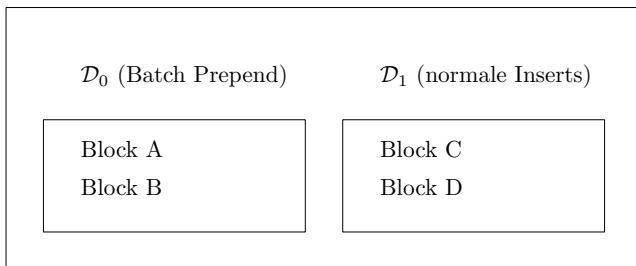 𝒟₀ (Batch Prepend)
𝒟₁ (normale Inserts)
Block A
Block B
Block C
Block D